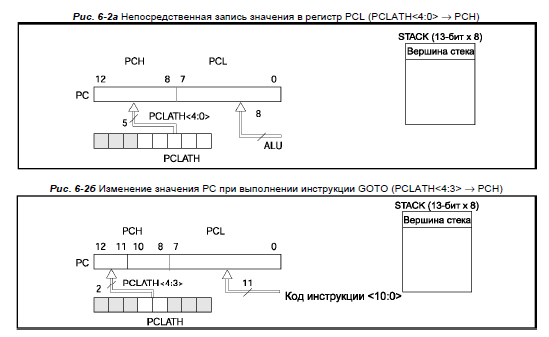 Рис. 6-2а Непосредственная запись значения в регистр PCL (PCLATH<4:0> → PCH)
STACK (13-бит x 8)
Вершина стека
PCH PCL
12 8 7 0
PC
5 PCLATH<4:0> 8
ALU
PCLATH
Рис. 6-2б Изменение значения PC при выполнении инструкции GOTO (PCLATH<4:3> → PCH)
STACK (13-бит x 8)
Вершина стека
PCH PCL
12 11 10 8 7 0
PC
2 PCLATH<4:3> 11
Код инструкции <10:0>
PCLATH